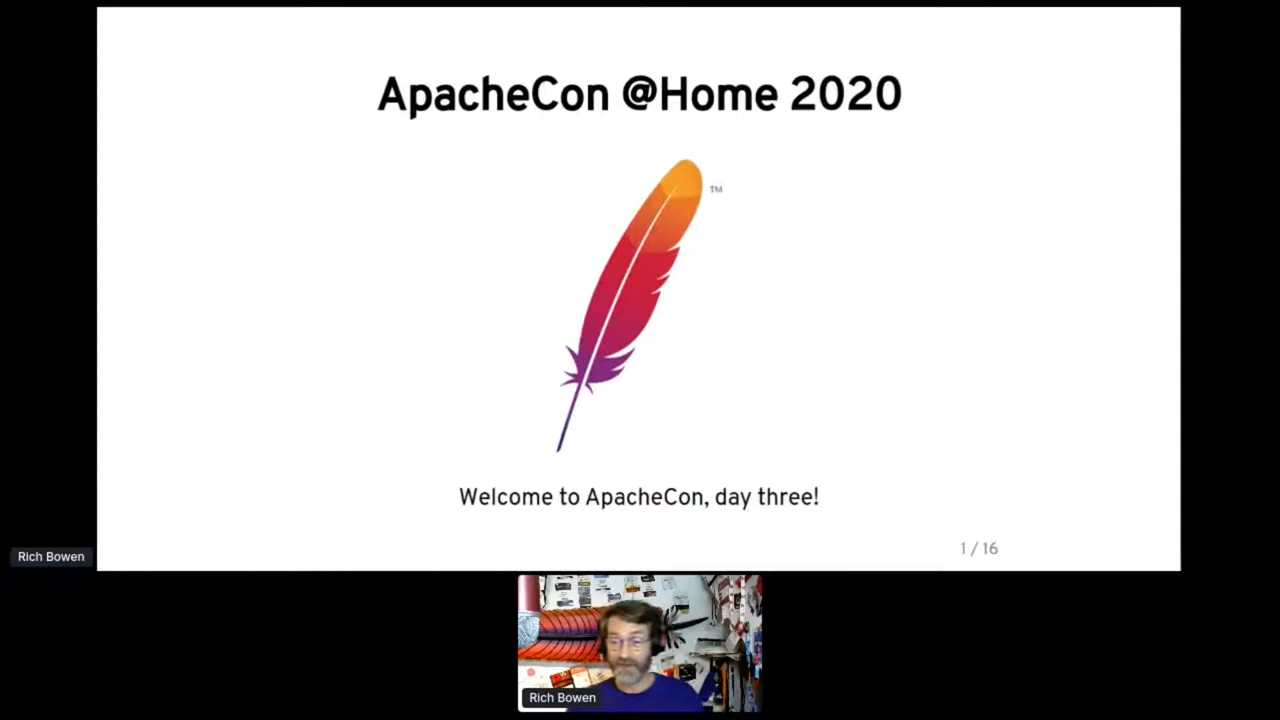 ApacheCon @Home 2020
TM
Welcome to ApacheCon, day three!
1 / 16
Rich Bowen
Rich Bowen